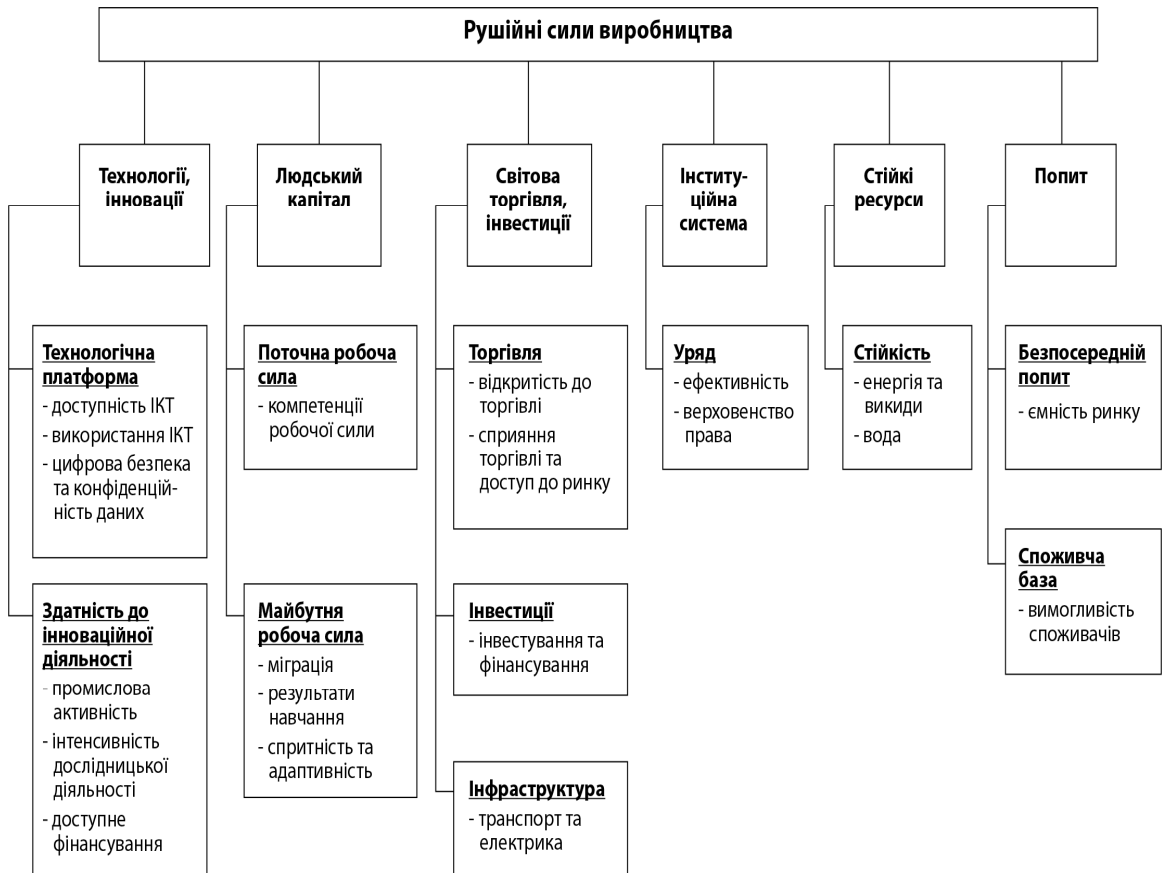 Рушійні сили виробництва
Технології,
інновації
Людський
капітал
Світова
торгівля,
інвестиції
Інститу-
ційна
система
Стійкі
ресурси
Попит
Технологічна
платформа
- доступність ІКТ
- використання ІКТ
- цифрова безпека
та конфіденцій-
ність даних
Поточна робоча
сила
- компетенції
робочої сили
Торгівля
- відкритість до
торгівлі
- сприяння
торгівлі та
доступ до ринку
Уряд
- ефективність
- верховенство
права
Стійкість
- енергія та
викиди
- вода
Безпосередній
попит
- ємність ринку
Здатність до
інноваційної
діяльності
- промислова
активність
- інтенсивність
дослідницької
діяльності
- доступне
фінансування
Майбутня
робоча сила
- міграція
- результати
навчання
- спритність та
адаптивність
Інвестиції
- інвестування та
фінансування
Інфраструктура
- транспорт та
електрика
Споживча
база
- вимогливість
споживачів